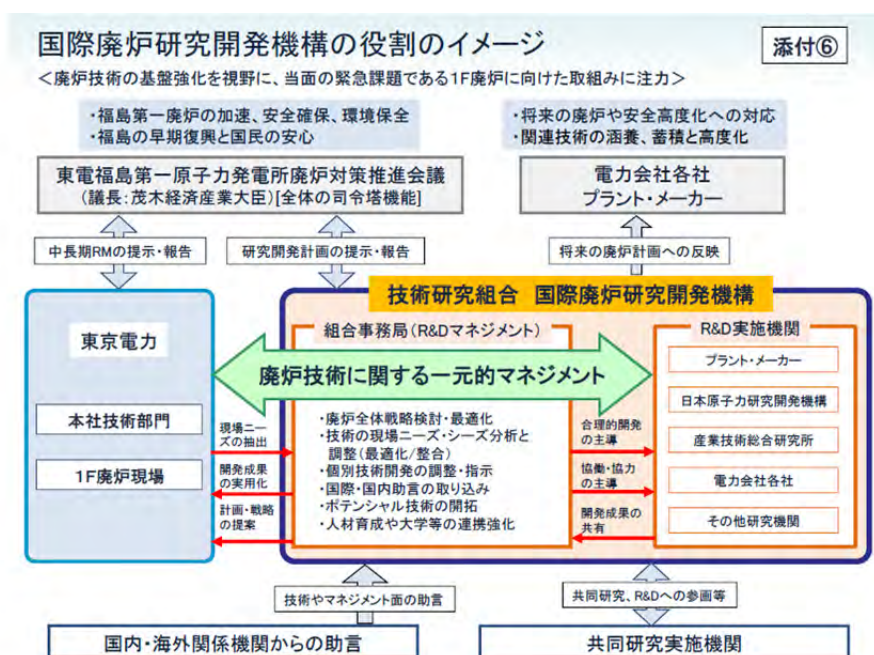 国際廃炉研究開発機構の役割のイメージ
添付⑥
＜廃炉技術の基盤強化を視野に、当面の緊急課題である1F廃炉に向けた取組みに注力＞
・福島第一廃炉の加速、安全確保、環境保全
・福島の早期復興と国民の安心
・将来の廃炉や安全高度化への対応
・関連技術の涵養、蓄積と高度化
東電福島第一原子力発電所廃炉対策推進会議
（議長：茂木経済産業大臣）[全体の司令塔機能]
電力会社各社
プラント・メーカー
中長期RMの提示・報告
研究開発計画の提示・報告
将来の廃炉計画への反映
技術研究組合　国際廃炉研究開発機構
東京電力
本社技術部門
1F廃炉現場
組合事務局（R&Dマネジメント）
廃炉技術に関する一元的マネジメント
・廃炉全体戦略検討・最適化
・技術の現場ニーズ・シーズ分析と
調整（最適化/整合）
・個別技術開発の調整・指示
・国際・国内助言の取り込み
・ポテンシャル技術の開拓
・人材育成や大学等の連携強化
現場ニー
ズの抽出
開発成果
の実用化
計画・戦略
の提案
合理的開発
の主導
協働・協力
の主導
開発成果の
共有
R&D実施機関
プラント・メーカー
日本原子力研究開発機構
産業技術総合研究所
電力会社各社
その他研究機関
技術やマネジメント面の助言
共同研究、R&Dへの参画等
国内・海外関係機関からの助言
共同研究実施機関